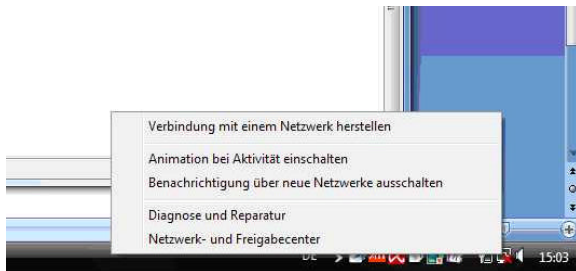 Verbindung mit einem Netzwerk herstellen
Animation bei Aktivität einschalten
Benachrichtigung über neue Netzwerke ausschalten
Diagnose und Reparatur
Netzwerk- und Freigabecenter
DE
15:03